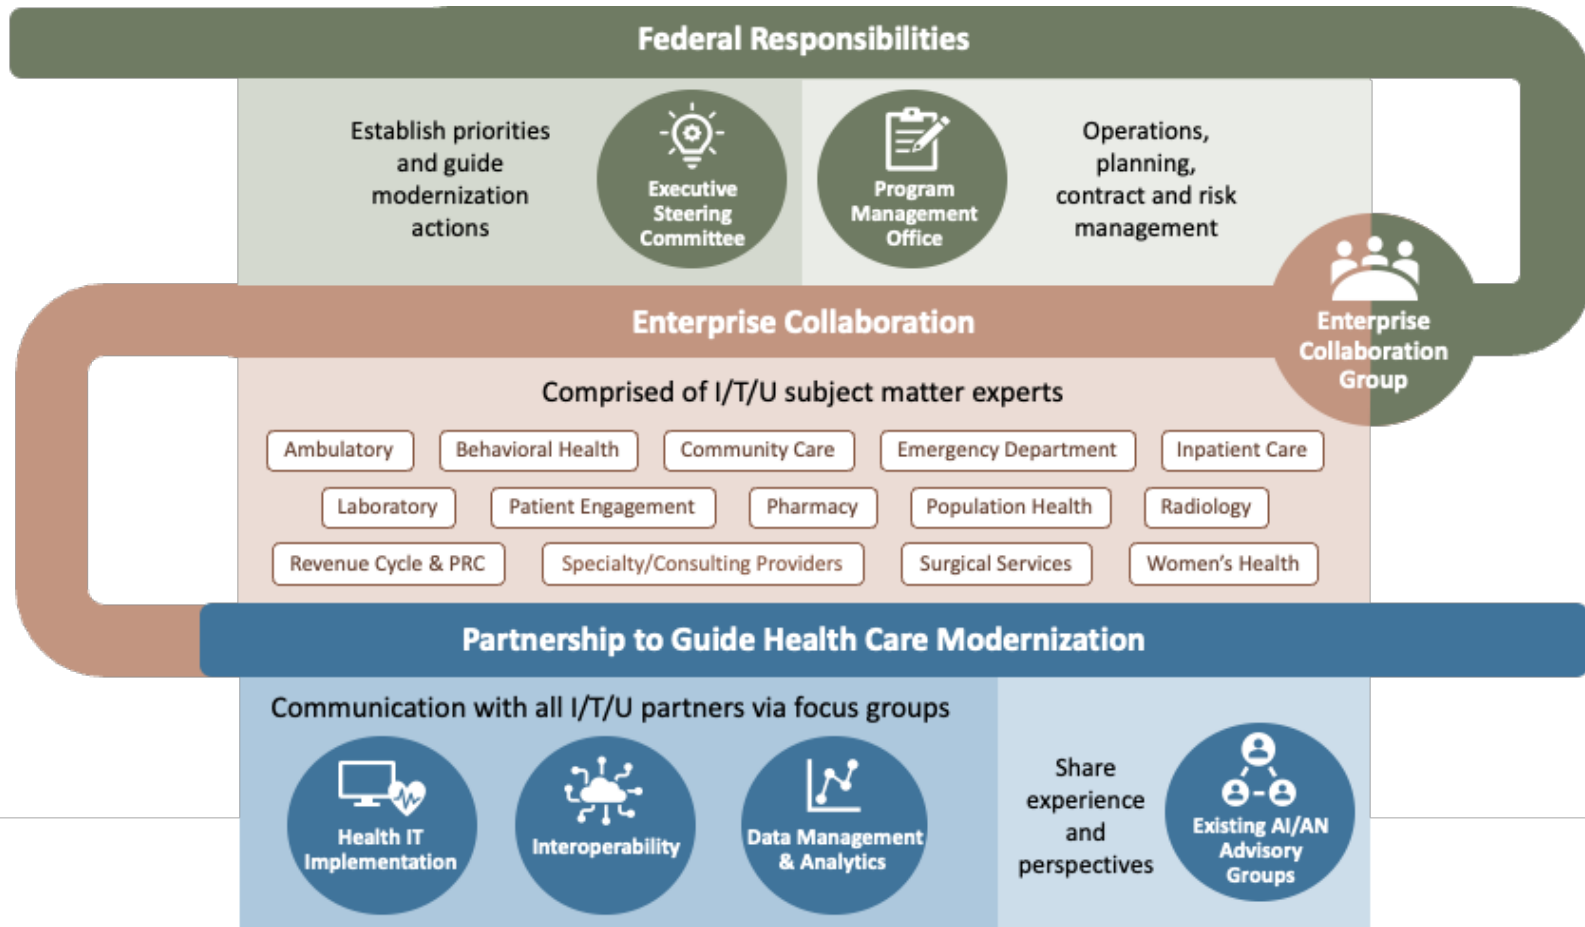 Federal Responsibilities
Establish priorities
and guide
modernization
actions
Executive
Steering
Committee
Program
Management
Office
Operations,
planning,
contract and risk
management
Enterprise Collaboration
Enterprise
Collaboration
Group
Comprised of I/T/U subject matter experts
Ambulatory
Behavioral Health
Community Care
Emergency Department
Inpatient Care
Laboratory
Patient Engagement
Pharmacy
Population Health
Radiology
Revenue Cycle & PRC
Specialty/Consulting Providers
Surgical Services
Women’s Health
Partnership to Guide Health Care Modernization
Communication with all I/T/U partners via focus groups
Health IT
Implementation
Interoperability
Data Management
& Analytics
Share
experience
and
perspectives
Existing AI/AN
Advisory
Groups